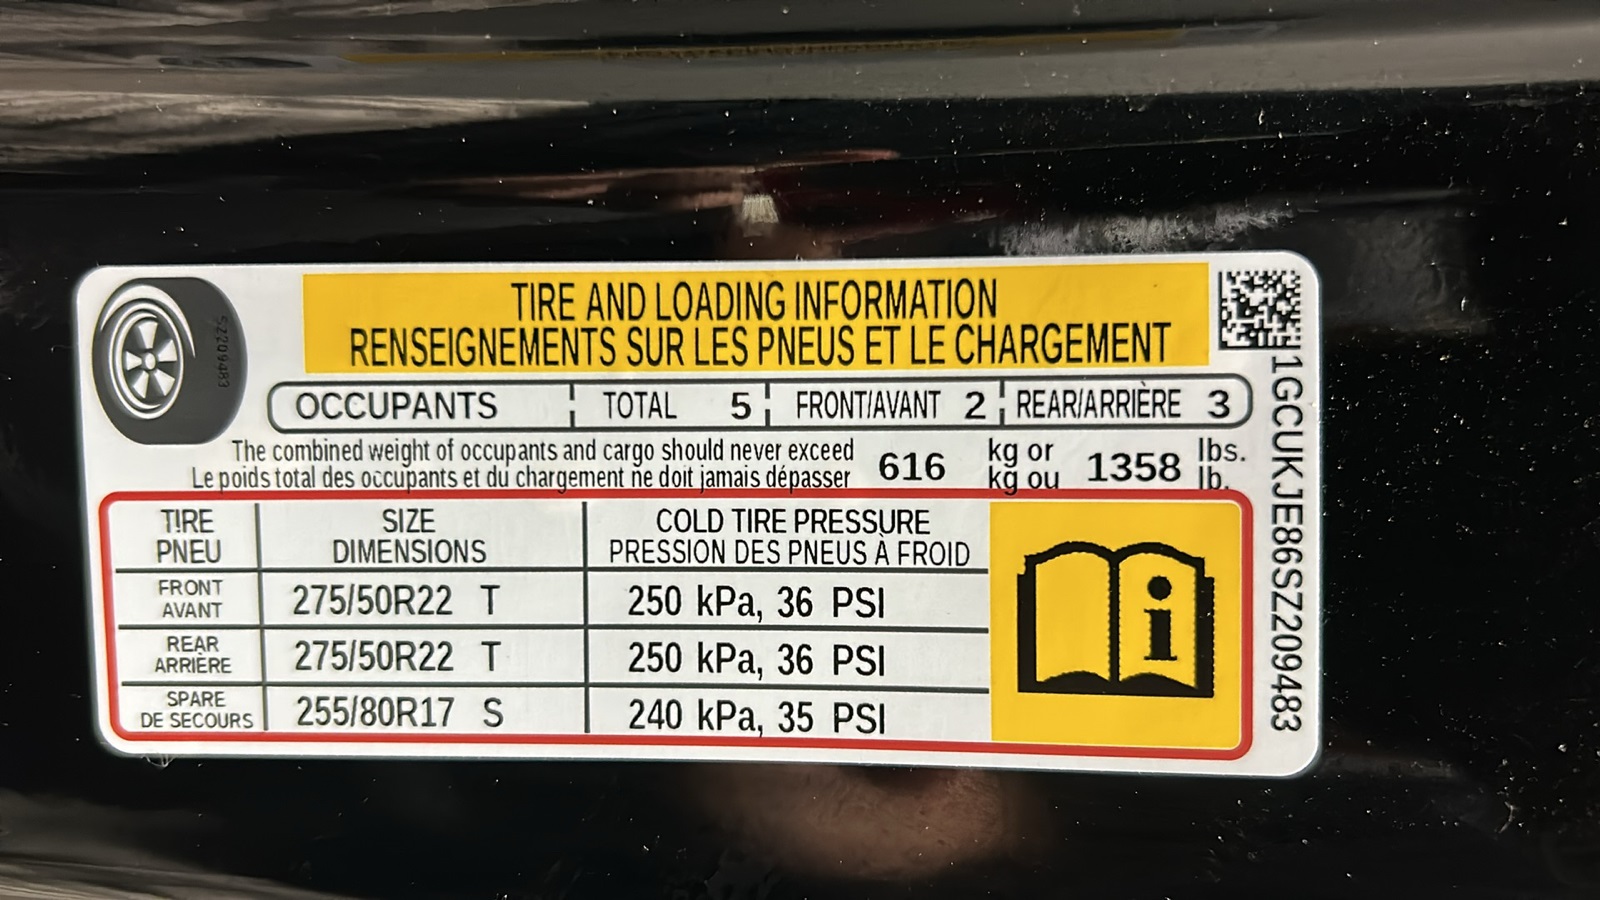 TIRE AND LOADING INFORMATION
RENSEIGNEMENTS SUR LES PNEUS ET LE CHARGEMENT
SZ209483
OCCUPANTS TOTAL 5 FRONT/AVANT 2 REAR/ARRIÈRE 3
The combined weight of occupants and cargo should never exceed 616 kg or 1358 lbs.
Le poids total des occupants et du chargement ne doit jamais dépasser kg ou lb.
TIRE SIZE COLD TIRE PRESSURE
PNEU DIMENSIONS PRESSION DES PNEUS À FROID
FRONT
AVANT 275/50R22 T 250 kPa, 36 PSI
REAR
ARRIÈRE 275/50R22 T 250 kPa, 36 PSI
SPARE
DE SECOURS 255/80R17 S 240 kPa, 35 PSI
i
1GCUKJE86SZ209483